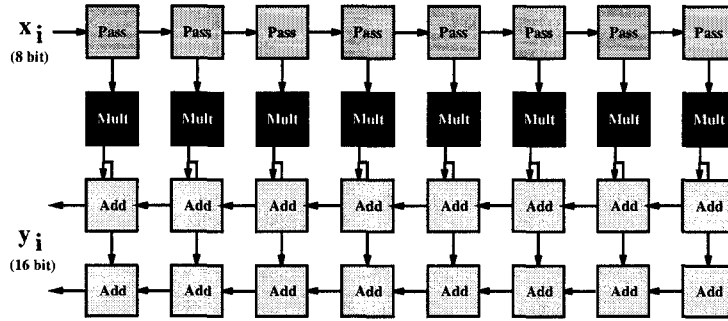 x i Pass Pass Pass Pass Pass Pass Pass Pass
(8 bit)
Mult Mult Mult Mult Mult Mult Mult Mult
Add Add Add Add Add Add Add Add
y i
(16 bit)
Add Add Add Add Add Add Add Add